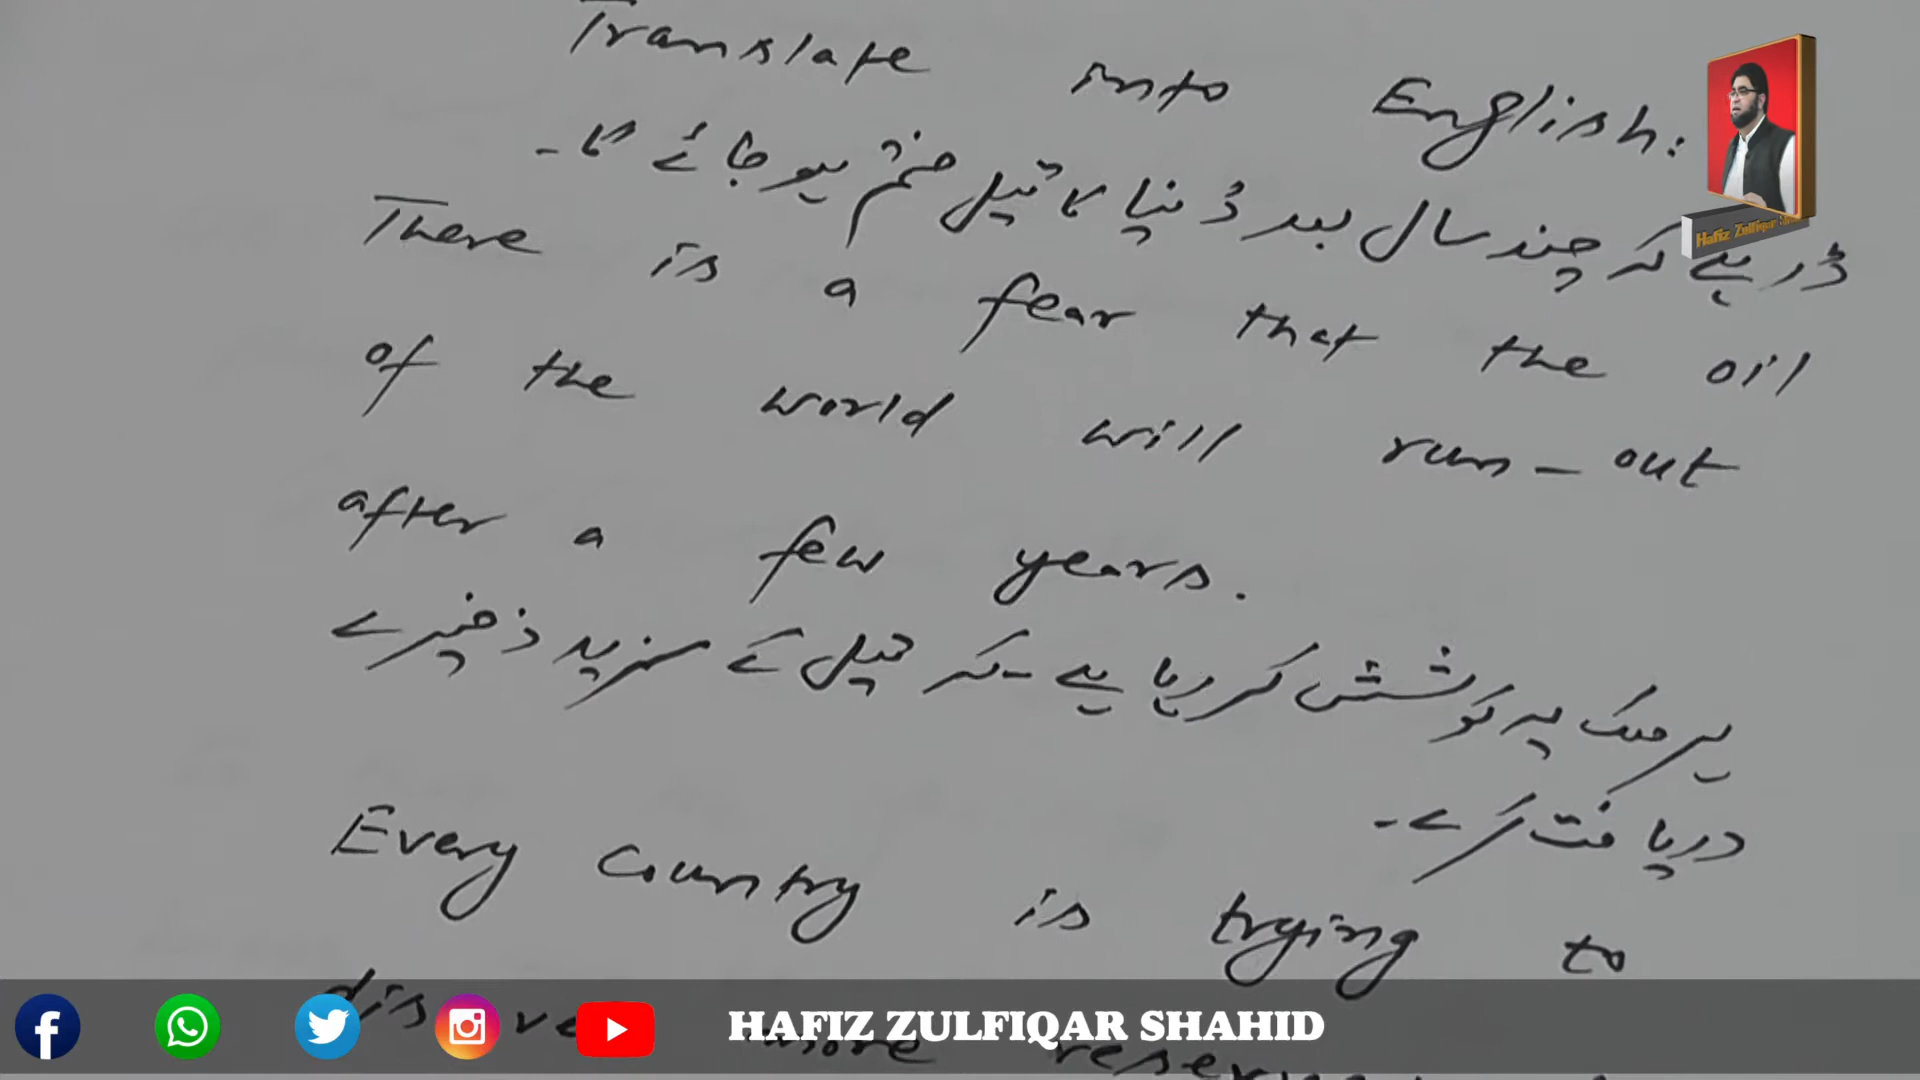 Translate into English:
ڈر ہے کہ چند سال بعد دُنیا کا تیل ختم ہو جائے گا۔
There is a fear that the oil
of the world will run-out
after a few years.
ہر ملک یہ کوشش کر رہا ہے۔ کہ تیل کے مزید ذخیرے
دریافت کرے۔
Every country is trying to
more
HAFIZ ZULFIQAR SHAHID
Hafiz Zulfiqar